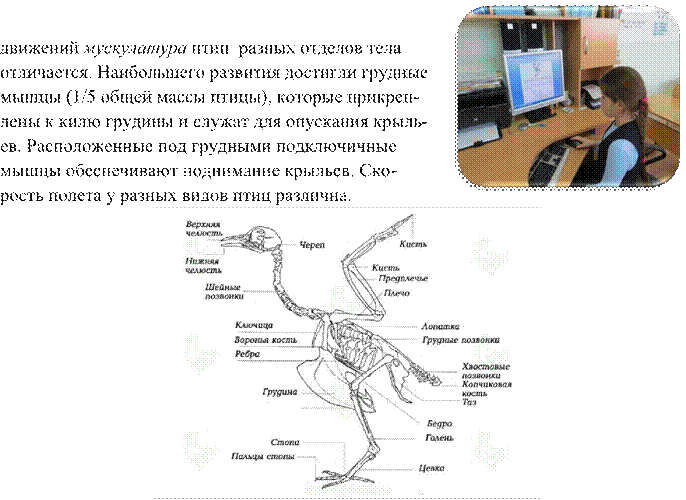 движений мускулатура птиц разных отделов тела
отличается. Наибольшего развития достигли грудные
мышцы (1/5 общей массы птицы), которые прикреп-
лены к килю грудины и служат для опускания крыль-
ев. Расположенные под грудными подключичные
мышцы обеспечивают поднимание крыльев. Ско-
рость полета у разных видов птиц различна.
Верхняя
челюсть
Череп
Кисть
Нижняя
челюсть
Кисть
Предплечье
Плечо
Шейные
позвонки
Ключица
Лопатка
Воронья кость
Грудные позвонки
Ребра
Хвостовые
позвонки
Копчиковая
кость
Таз
Грудина
Бедро
Голень
Стопа
Пальцы стопы
Цевка